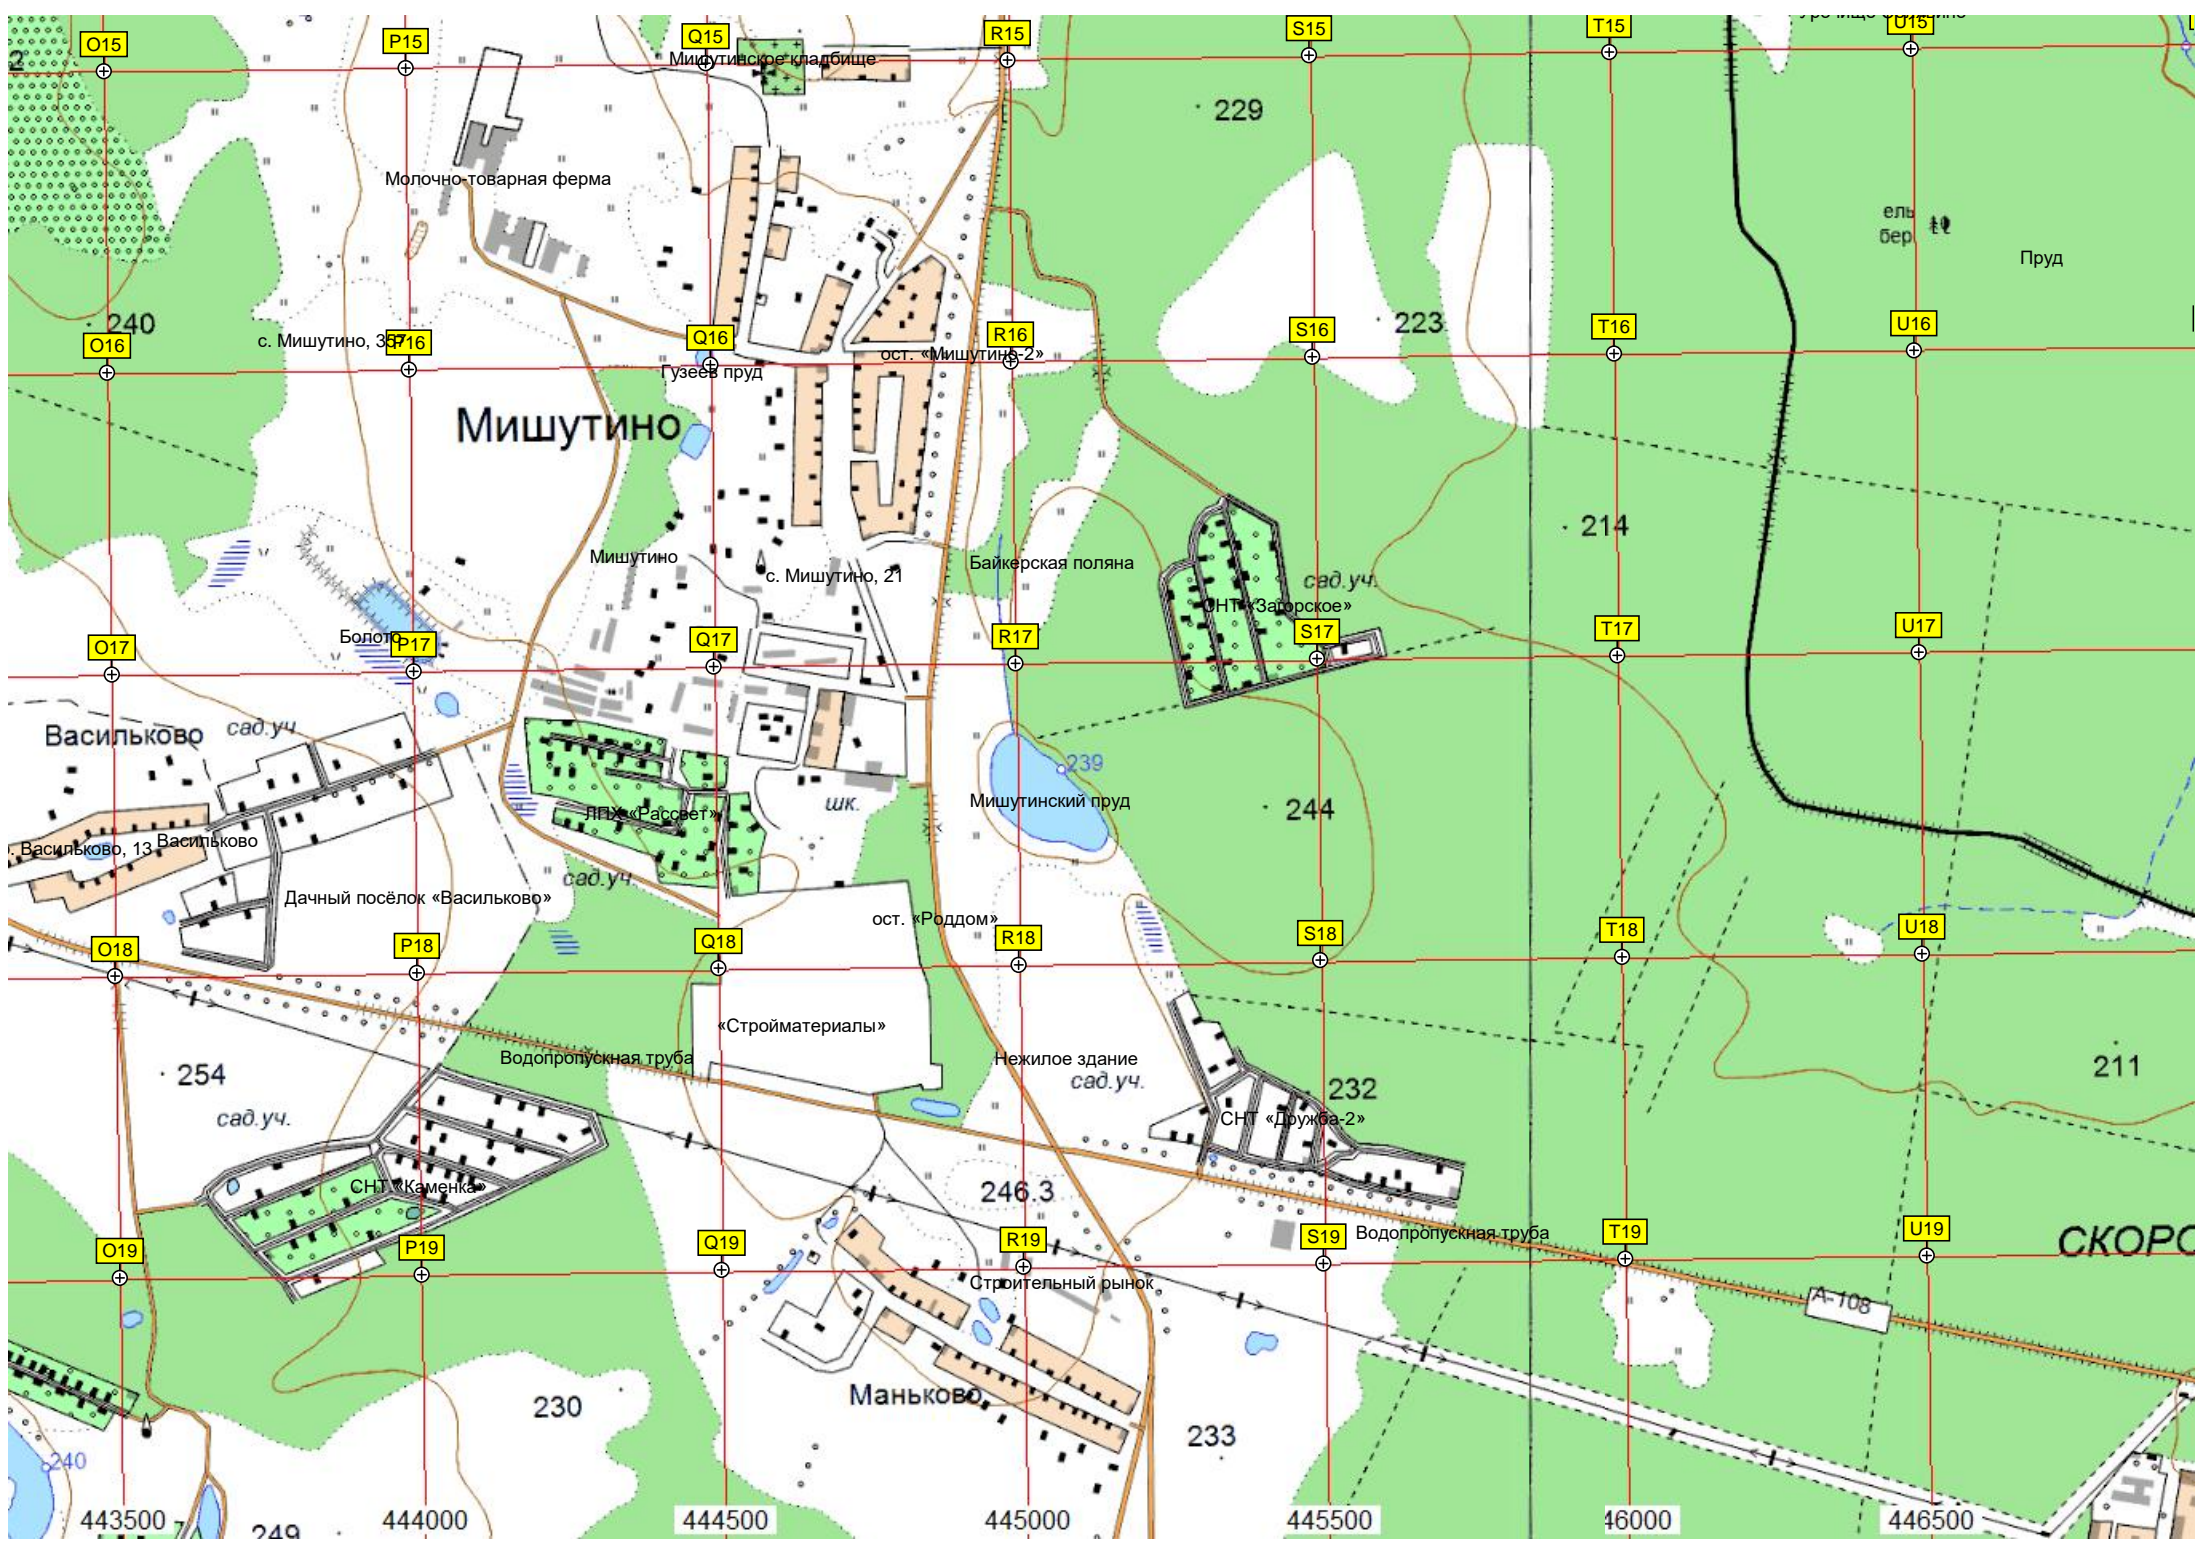 O15
P15
Q15
R15
S15
T15
U15
2
Мишутинское кладбище
229
Молочно-товарная ферма
ель
бер
Пруд
240
с. Мишутино, 357
223
O16
P16
Q16
R16
S16
T16
U16
ост. «Мишутино-2»
Гузеев пруд
Мишутино
214
Мишутино
с. Мишутино, 21
Байкерская поляна
сад.уч.
СНТ «Загорское»
Болото
O17
P17
Q17
R17
S17
T17
U17
Васильково
сад.уч
239
Мишутинский пруд
244
шк.
ЛПХ «Рассвет»
Васильково, 13
Васильково
сад.уч.
Дачный посёлок «Васильково»
ост. «Роддом»
O18
P18
Q18
R18
S18
T18
U18
«Стройматериалы»
Водопропускная труба
Нежилое здание
сад.уч.
254
232
211
сад.уч.
СНТ «Дружба-2»
СНТ «Каменка»
246.3
Водопропускная труба
СКОРО
O19
P19
Q19
R19
S19
T19
U19
Строительный рынок
А-108
230
Маньково
233
240
249
443500
444000
444500
445000
445500
46000
446500